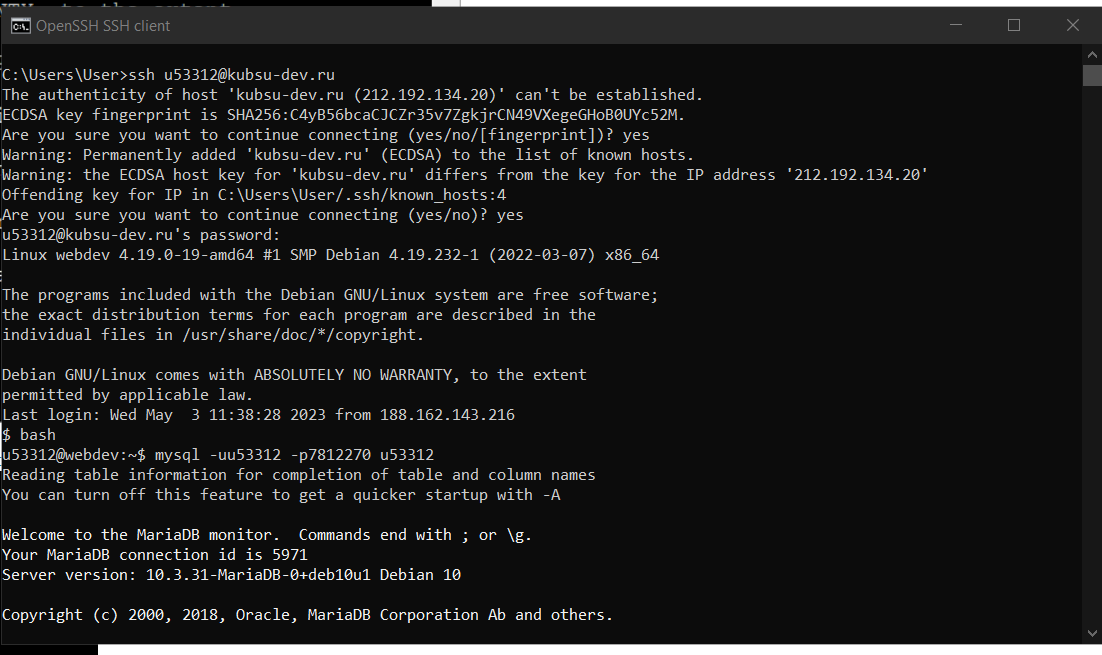 OpenSSH SSH client
C:\Users\User>ssh u53312@kubsu-dev.ru
The authenticity of host 'kubsu-dev.ru (212.192.134.20)' can't be established.
ECDSA key fingerprint is SHA256:C4yB56bcaCJCZr35v7ZgkjrCN49VXegeGHoB0UYc52M.
Are you sure you want to continue connecting (yes/no/[fingerprint])? yes
Warning: Permanently added 'kubsu-dev.ru' (ECDSA) to the list of known hosts.
Warning: the ECDSA host key for 'kubsu-dev.ru' differs from the key for the IP address '212.192.134.20'
Offending key for IP in C:\Users\User/.ssh/known_hosts:4
Are you sure you want to continue connecting (yes/no)? yes
u53312@kubsu-dev.ru's password:
Linux webdev 4.19.0-19-amd64 #1 SMP Debian 4.19.232-1 (2022-03-07) x86_64

The programs included with the Debian GNU/Linux system are free software;
the exact distribution terms for each program are described in the
individual files in /usr/share/doc/*/copyright.

Debian GNU/Linux comes with ABSOLUTELY NO WARRANTY, to the extent
permitted by applicable law.
Last login: Wed May  3 11:38:28 2023 from 188.162.143.216
$ bash
u53312@webdev:~$ mysql -uu53312 -p7812270 u53312
Reading table information for completion of table and column names
You can turn off this feature to get a quicker startup with -A

Welcome to the MariaDB monitor.  Commands end with ; or \g.
Your MariaDB connection id is 5971
Server version: 10.3.31-MariaDB-0+deb10u1 Debian 10

Copyright (c) 2000, 2018, Oracle, MariaDB Corporation Ab and others.